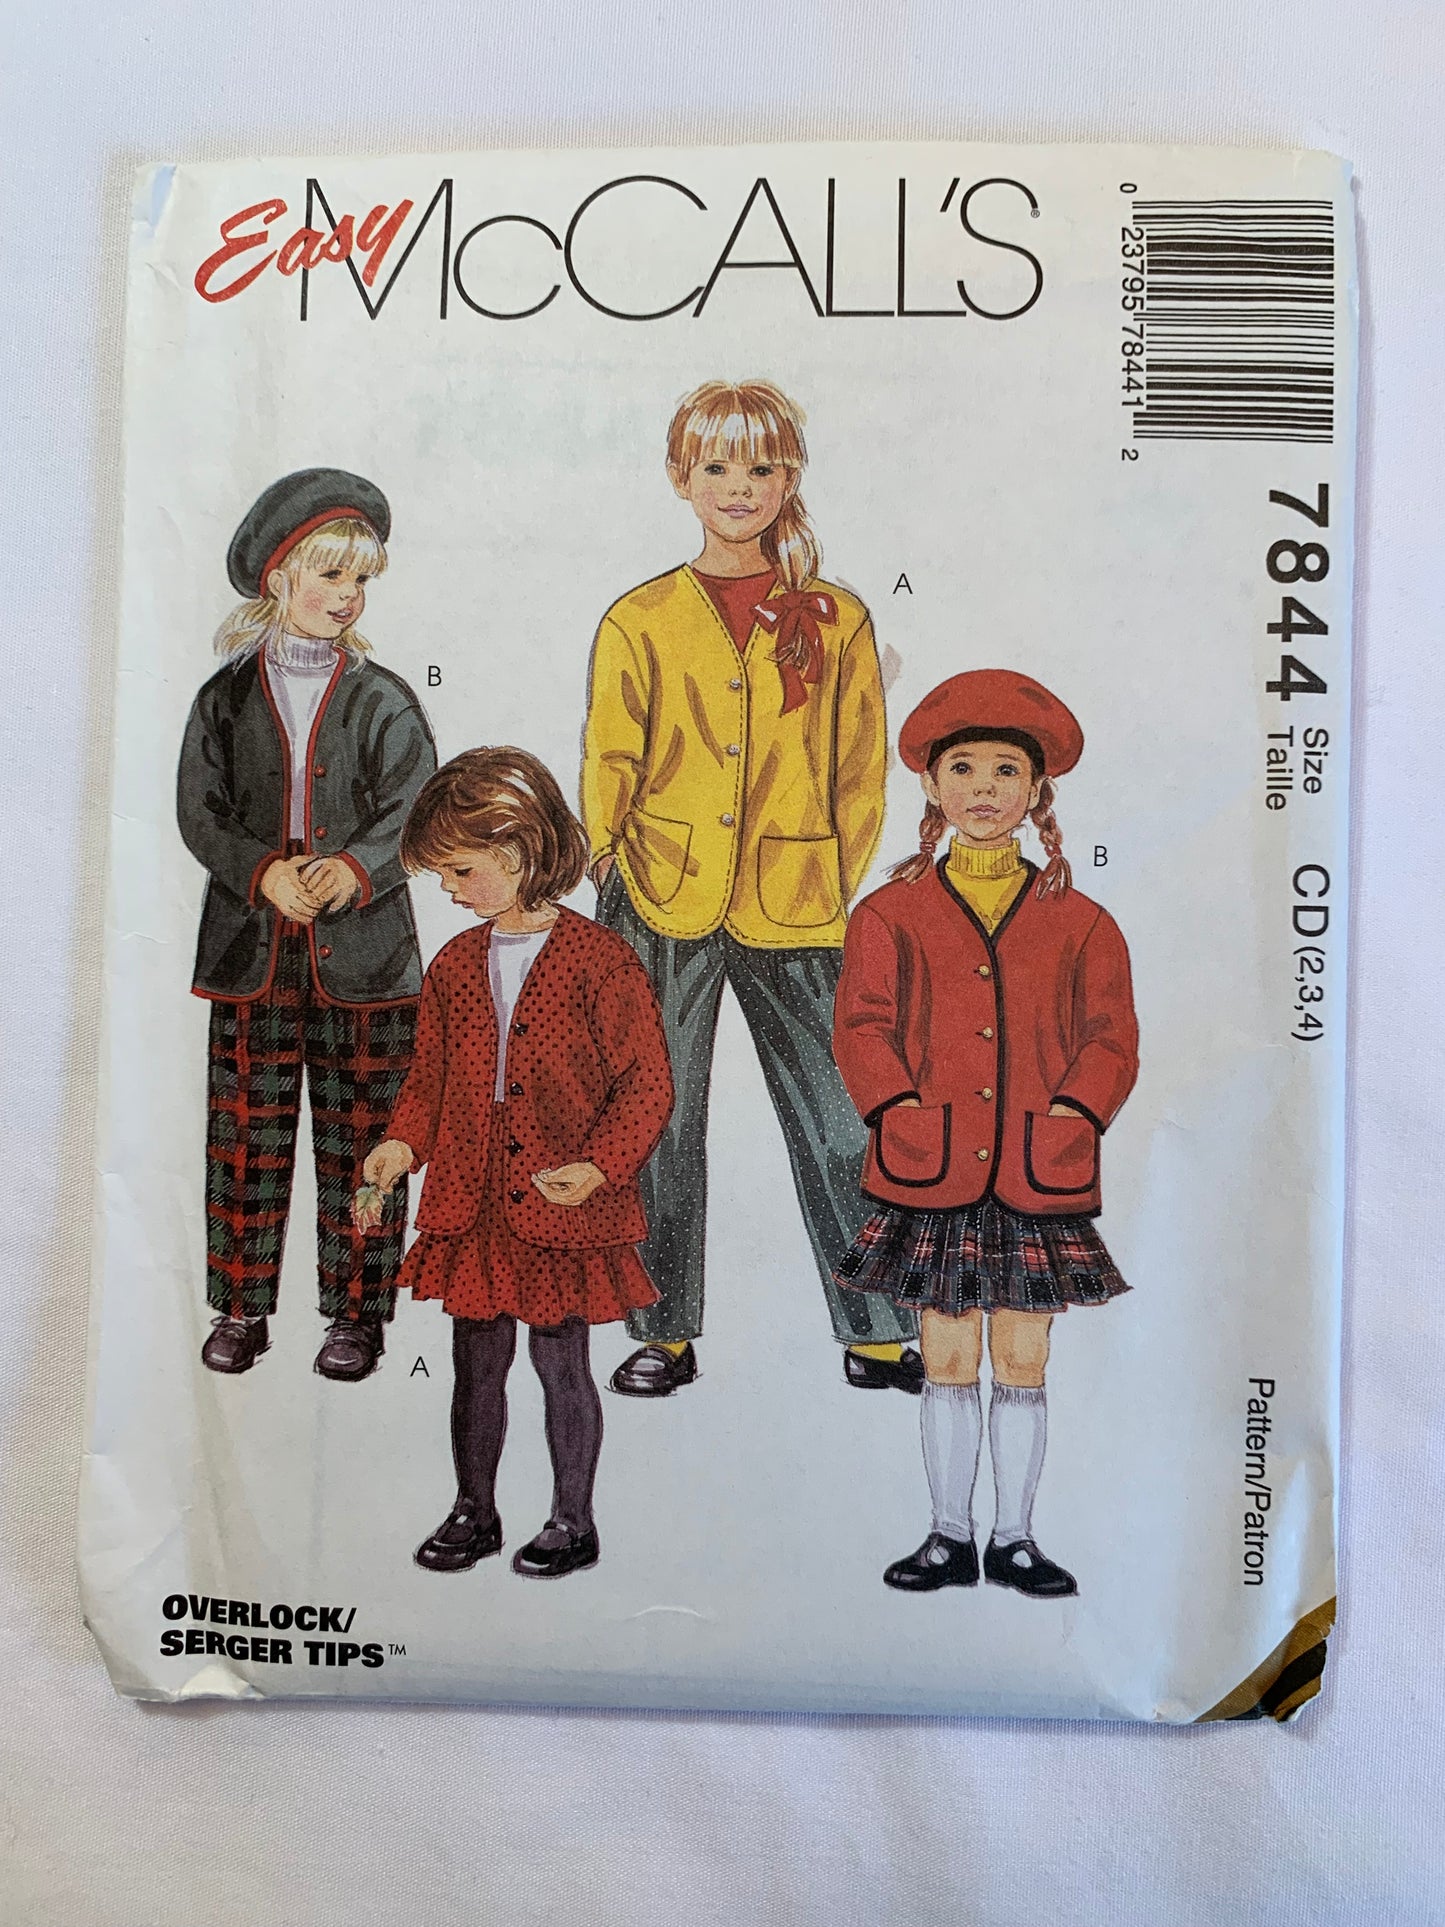 Easy McCALL'S®
0 23795 78441 2
7844 Size CD(2,3,4)
Taille
A
B
B
A
Pattern/Patron
OVERLOCK/
SERGER TIPS™